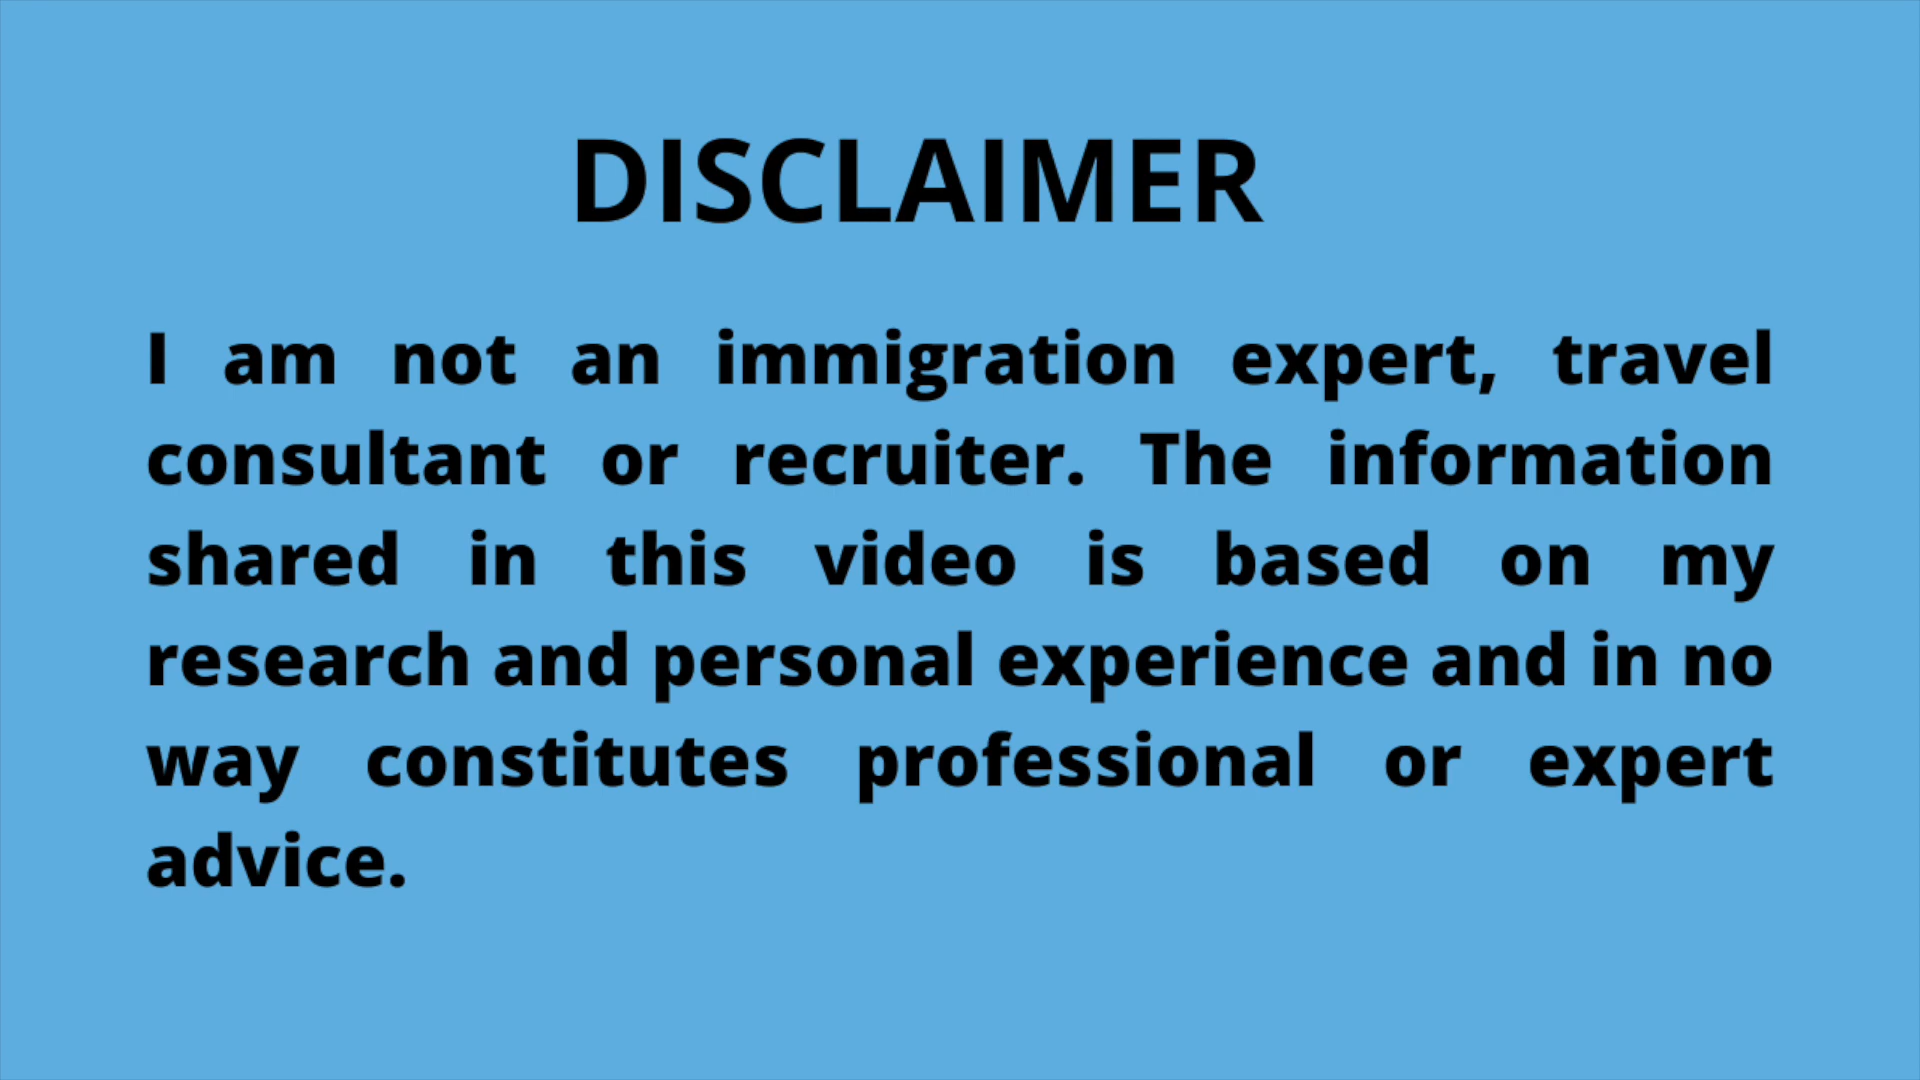 DISCLAIMER
I am not an immigration expert, travel
consultant or recruiter. The information
shared in this video is based on my
research and personal experience and in no
way constitutes professional or expert
advice.